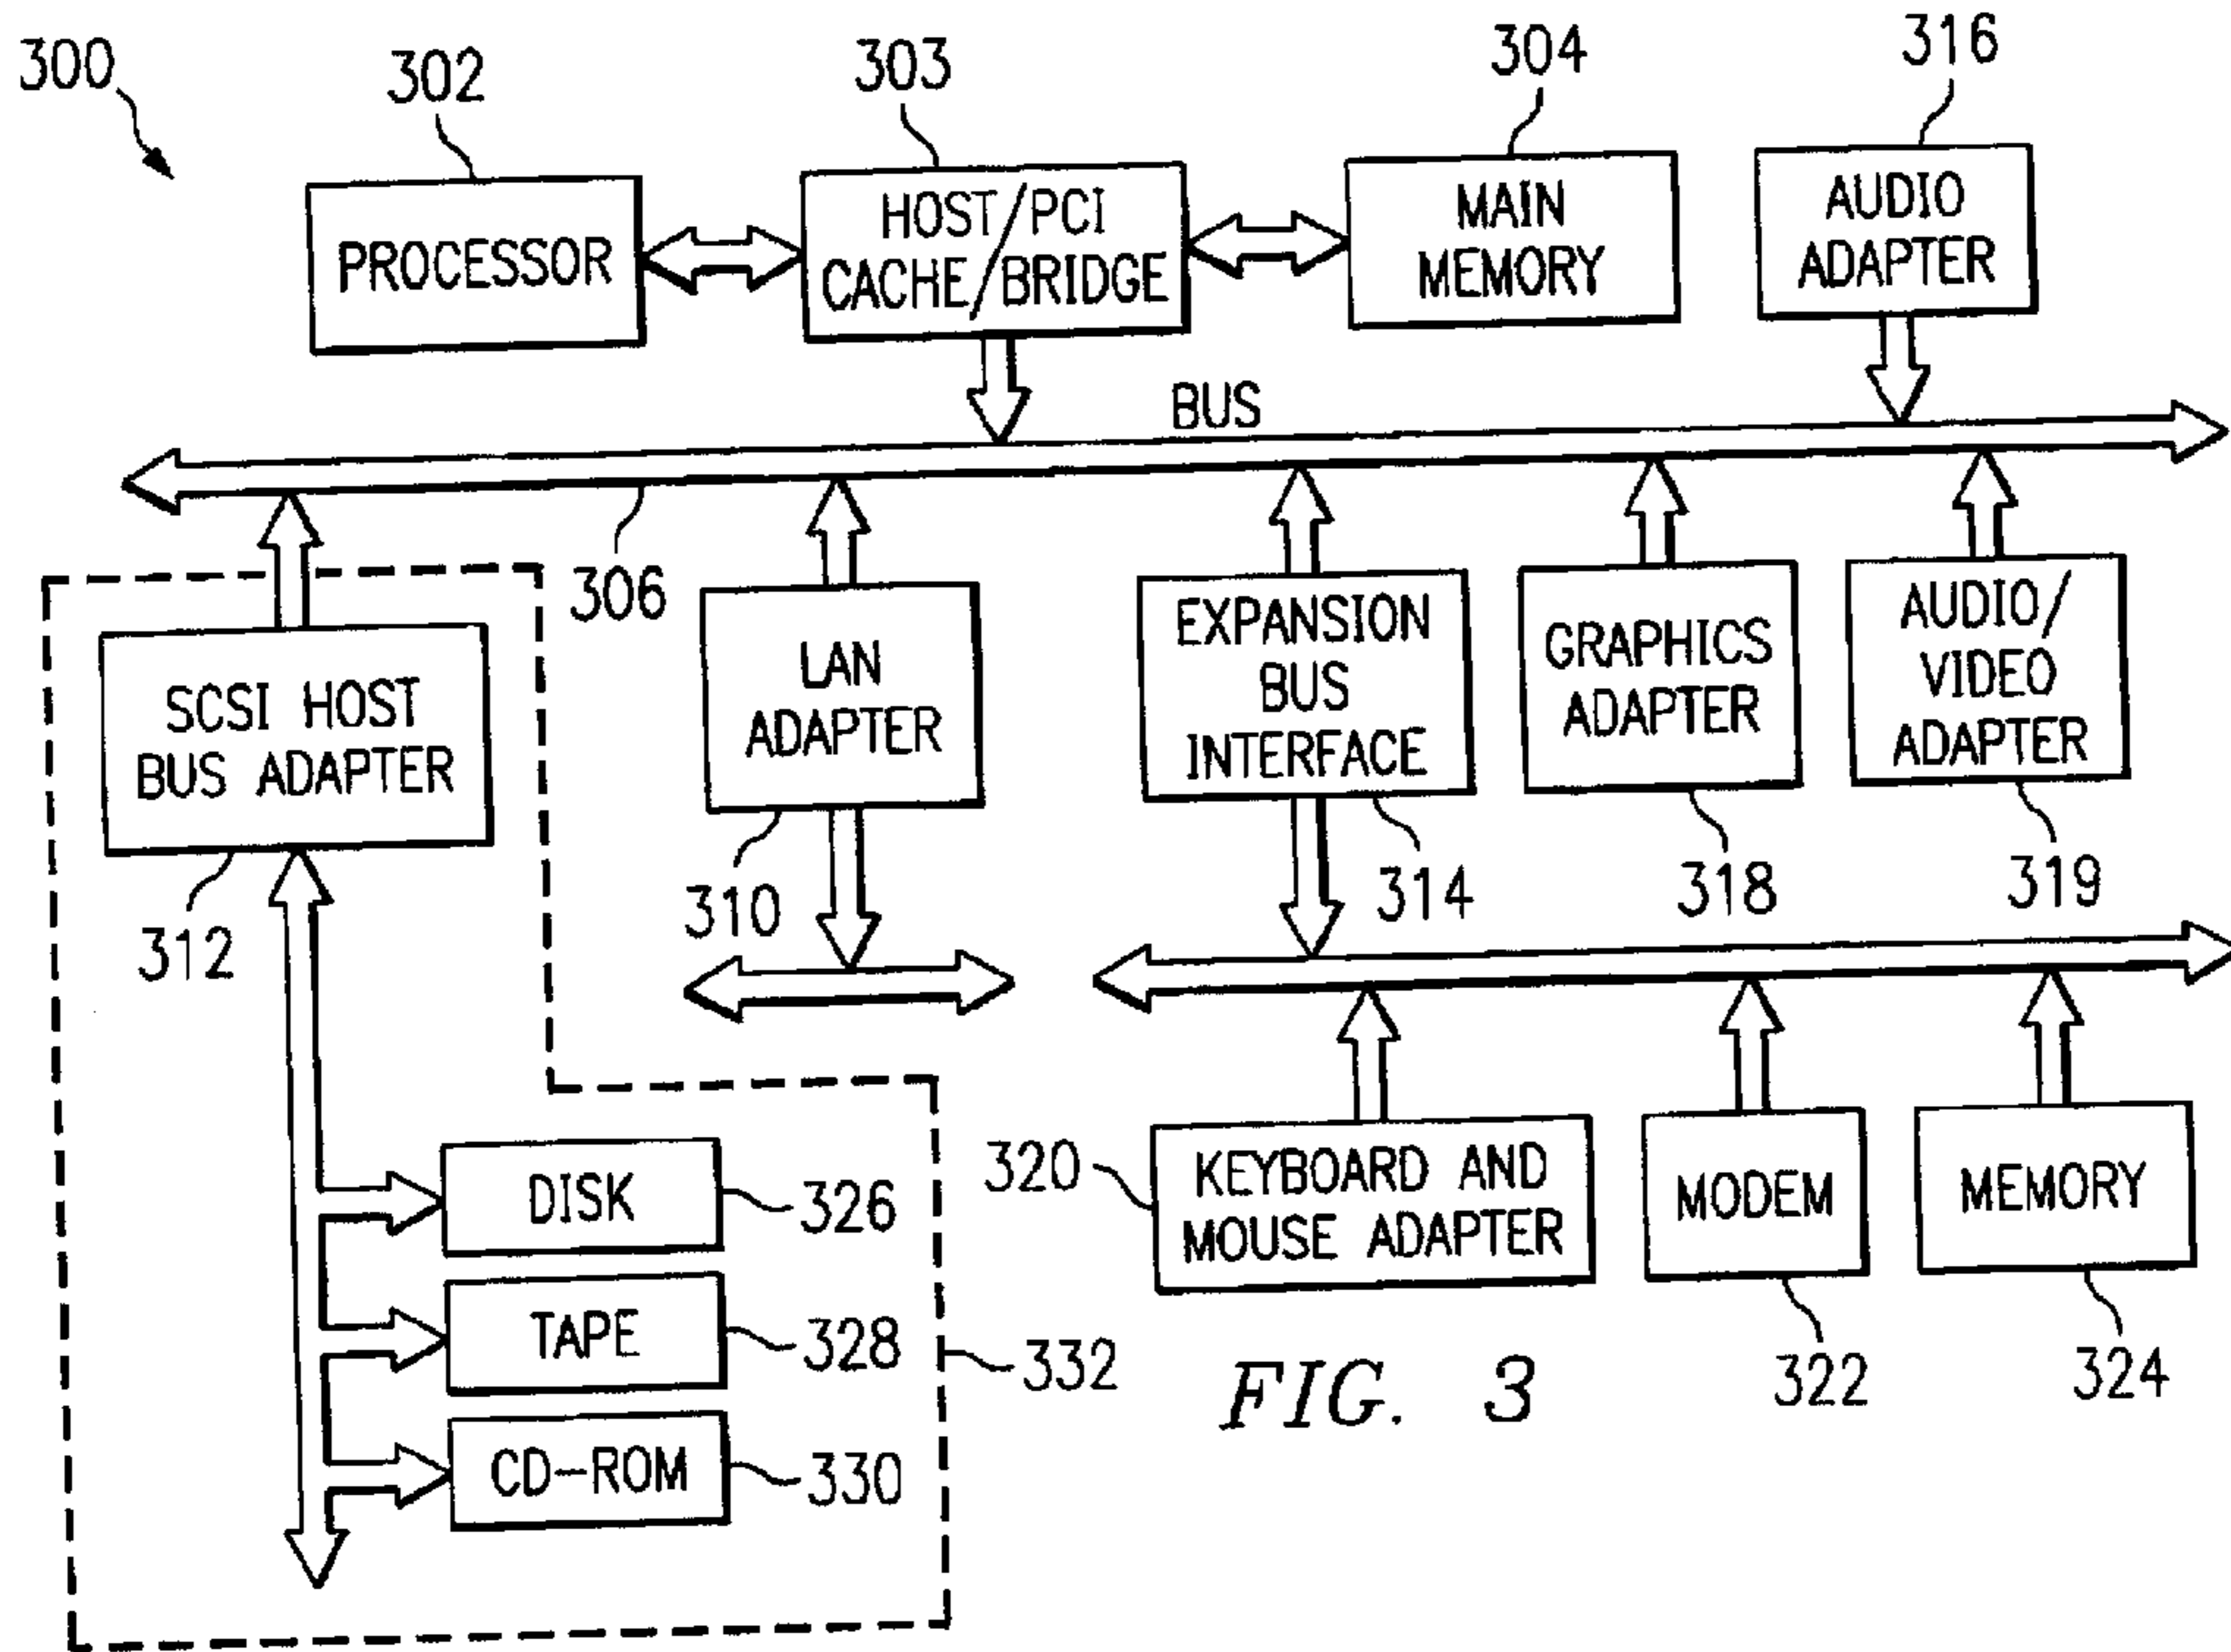 300
302
303
304
316
PROCESSOR
HOST/PCI
CACHE/BRIDGE
MAIN
MEMORY
AUDIO
ADAPTER
BUS
306
SCSI HOST
BUS ADAPTER
312
LAN
ADAPTER
310
EXPANSION
BUS
INTERFACE
314
GRAPHICS
ADAPTER
318
AUDIO/
VIDEO
ADAPTER
319
320
KEYBOARD AND
MOUSE ADAPTER
MODEM
322
MEMORY
324
DISK
326
TAPE
328
CD-ROM
330
332
FIG. 3